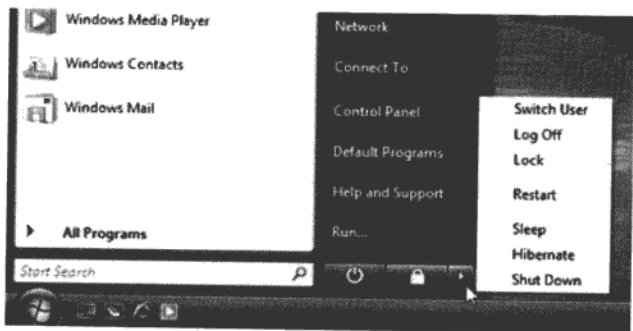 Windows Media Player
Windows Contacts
Windows Mail
All Programs
Start Search
Network
Connect To
Control Panel
Default Programs
Help and Support
Run...
Switch User
Log Off
Lock
Restart
Sleep
Hibernate
Shut Down